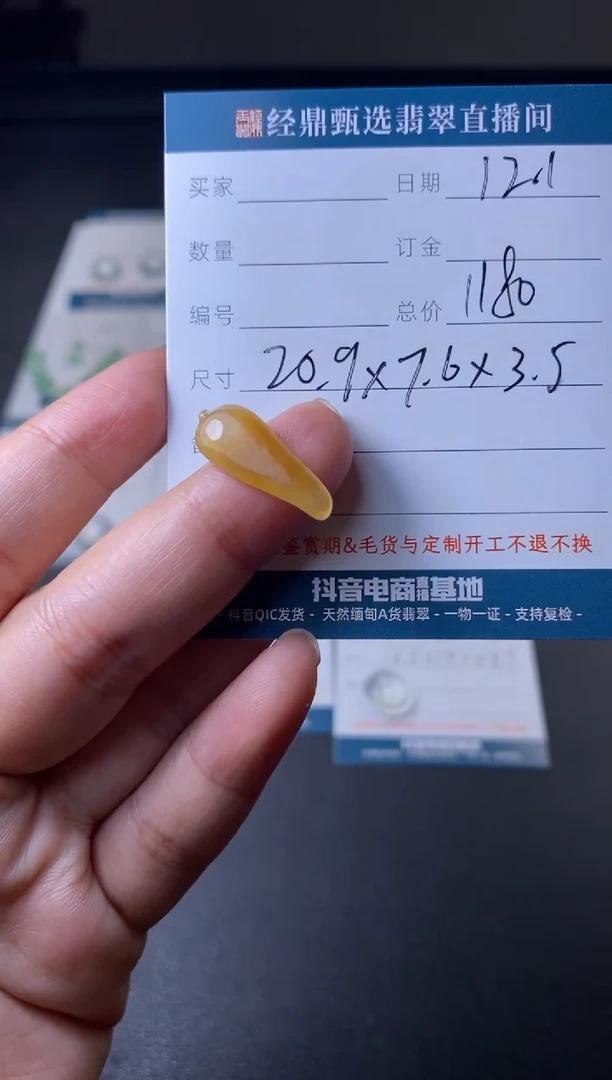 经鼎甄选翡翠直播间
买家 日期 12.1
数量 订金
编号 总价 1180
尺寸 20.9x7.6x3.5
鉴赏期&毛货与定制开工不退不换
抖音电商直播基地
- 抖音QIC发货 - 天然缅甸A货翡翠 - 一物一证 - 支持复检 -